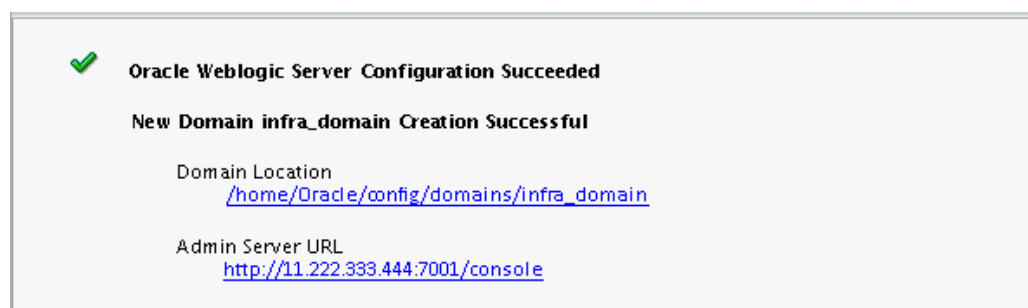 Oracle Weblogic Server Configuration Succeeded
New Domain infra_domain Creation Successful
Domain Location
/home/Oracle/config/domains/infra_domain
Admin Server URL
http://11.222.333.444:7001/console